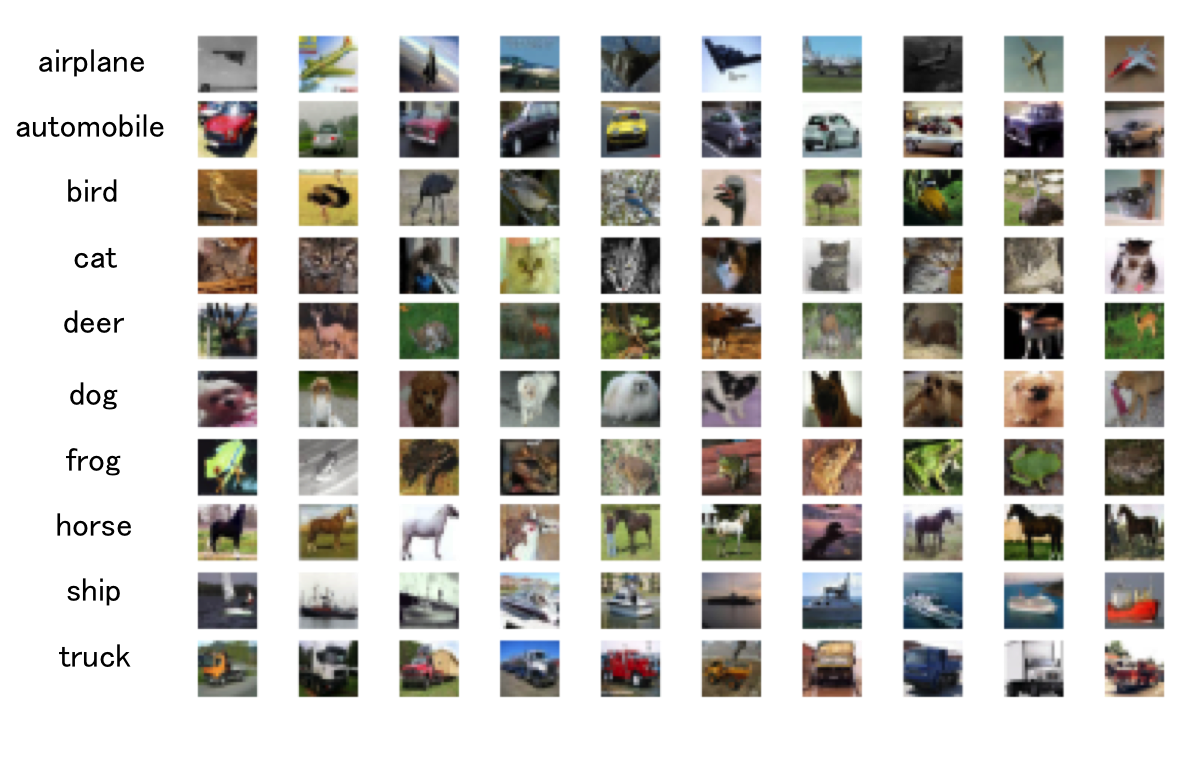 airplane
automobile
bird
cat
deer
dog
frog
horse
ship
truck